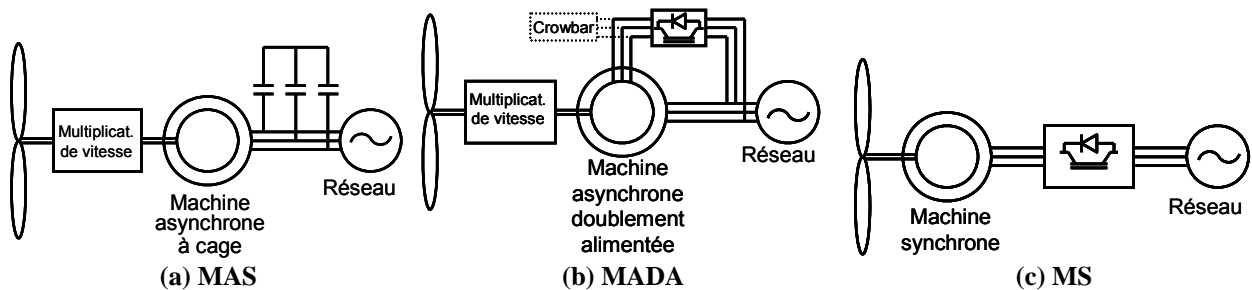 Multiplicat.
de vitesse
Machine
asynchrone
à cage
Réseau
(a) MAS
Crowbar
Multiplicat.
de vitesse
Machine
asynchrone
doublement
alimentée
Réseau
(b) MADA
Machine
synchrone
Réseau
(c) MS